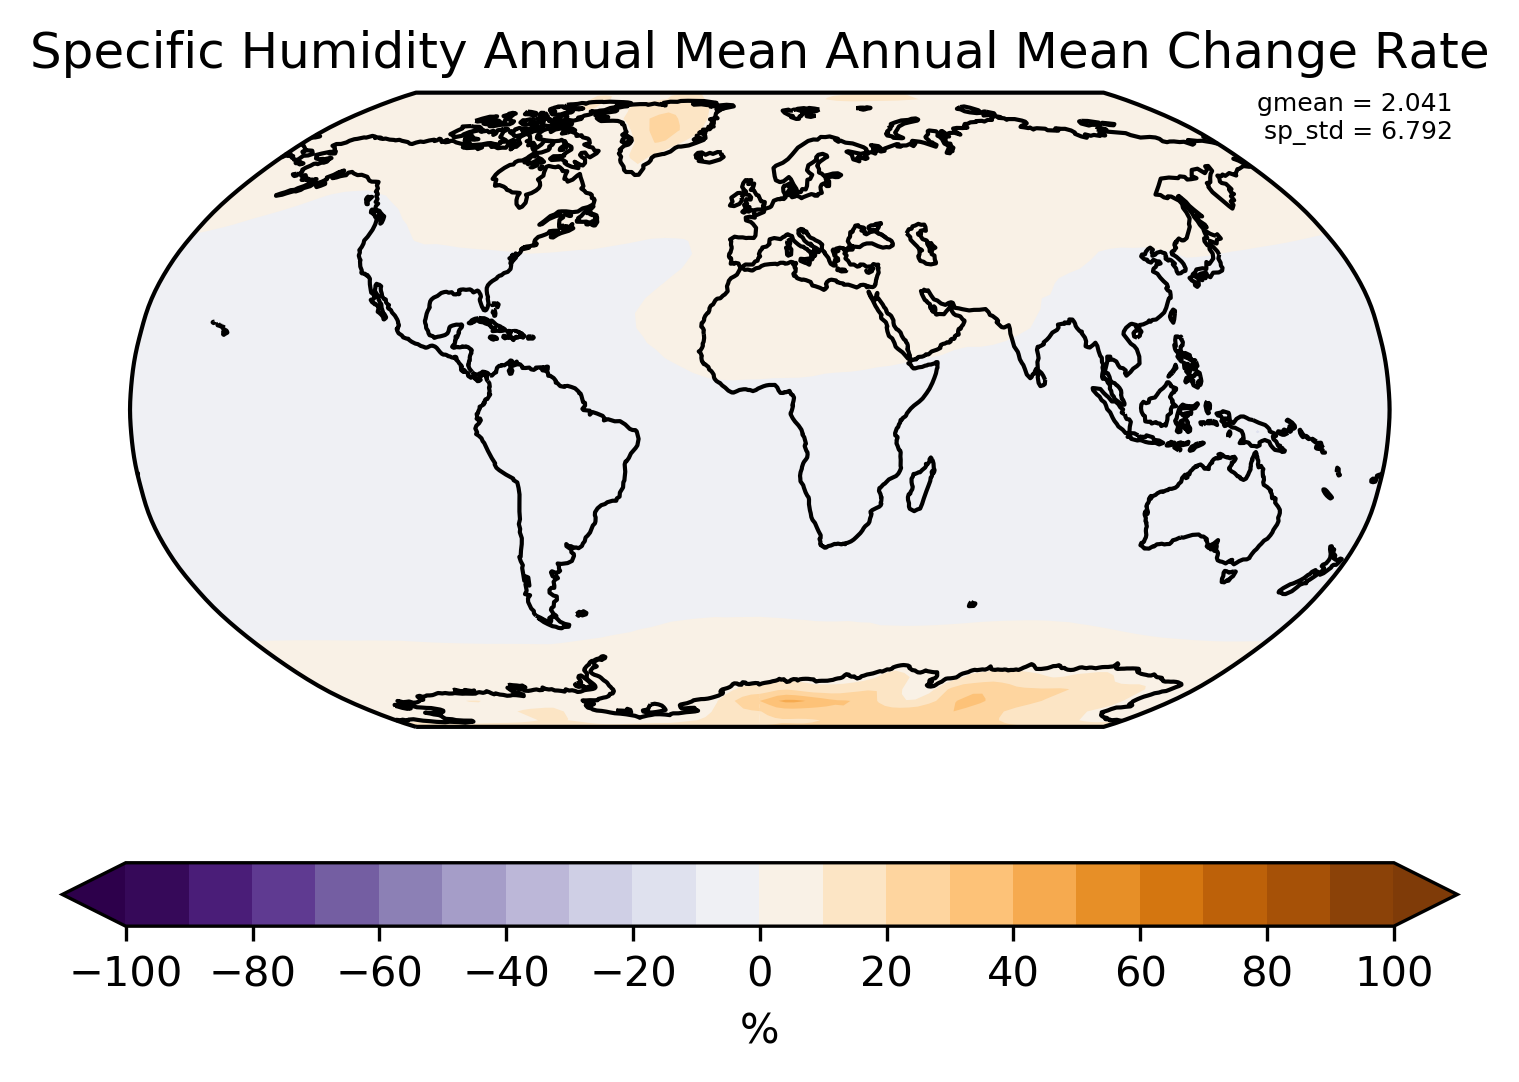 Specific Humidity Annual Mean Annual Mean Change Rate
gmean = 2.041
sp_std = 6.792
−100 −80 −60 −40 −20 0 20 40 60 80 100
%